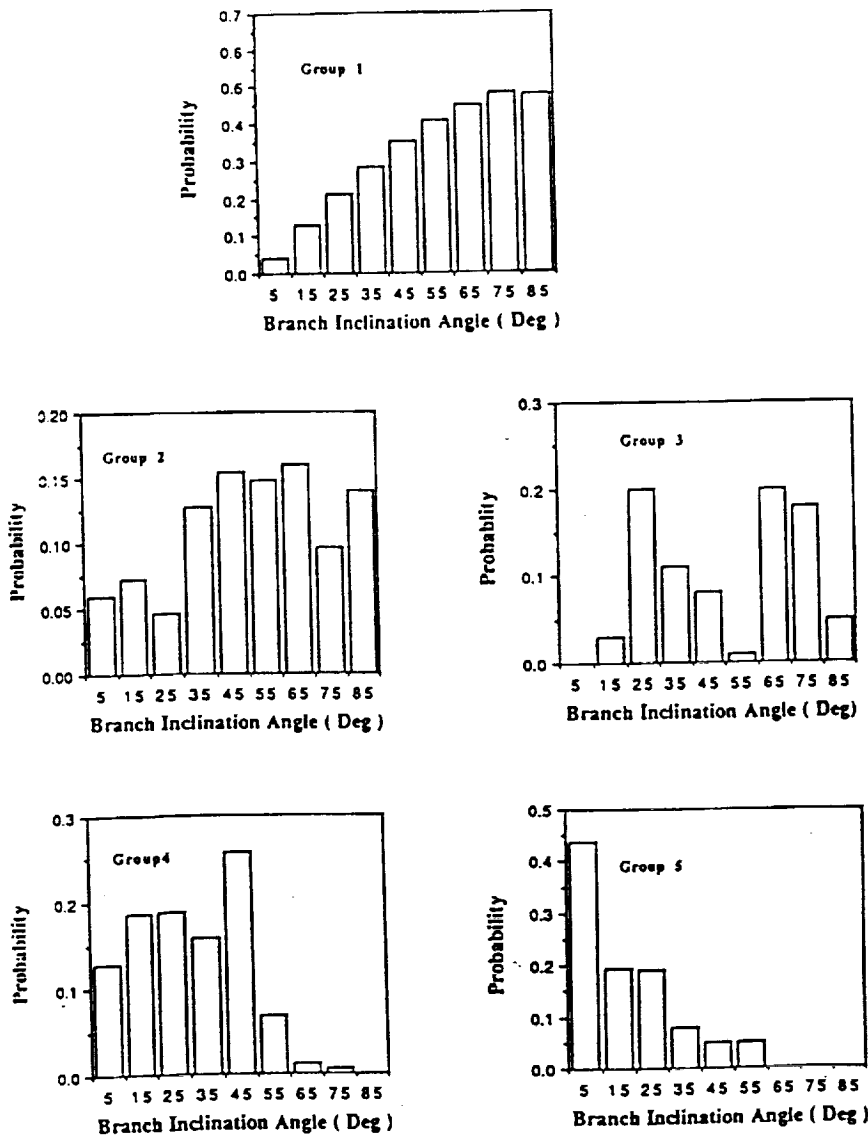 0.7
0.6
0.5
0.4
0.3
0.2
0.1
0.0
Probability
Group 1
5 15 25 35 45 55 65 75 85
Branch Inclination Angle ( Deg )
0.20
0.15
0.10
0.05
0.00
Probability
Group 2
5 15 25 35 45 55 65 75 85
Branch Inclination Angle ( Deg )
0.3
0.2
0.1
0.0
Probablity
Group 3
5 15 25 35 45 55 65 75 85
Branch Inclination Angle ( Deg)
0.3
0.2
0.1
0.0
Probability
Group4
5 15 25 35 45 55 65 75 85
Branch Inclination Angle ( Deg )
0.5
0.4
0.3
0.2
0.1
0.0
Probability
Group 5
5 15 25 35 45 55 65 75 85
Branch Inclination Angle ( Deg )